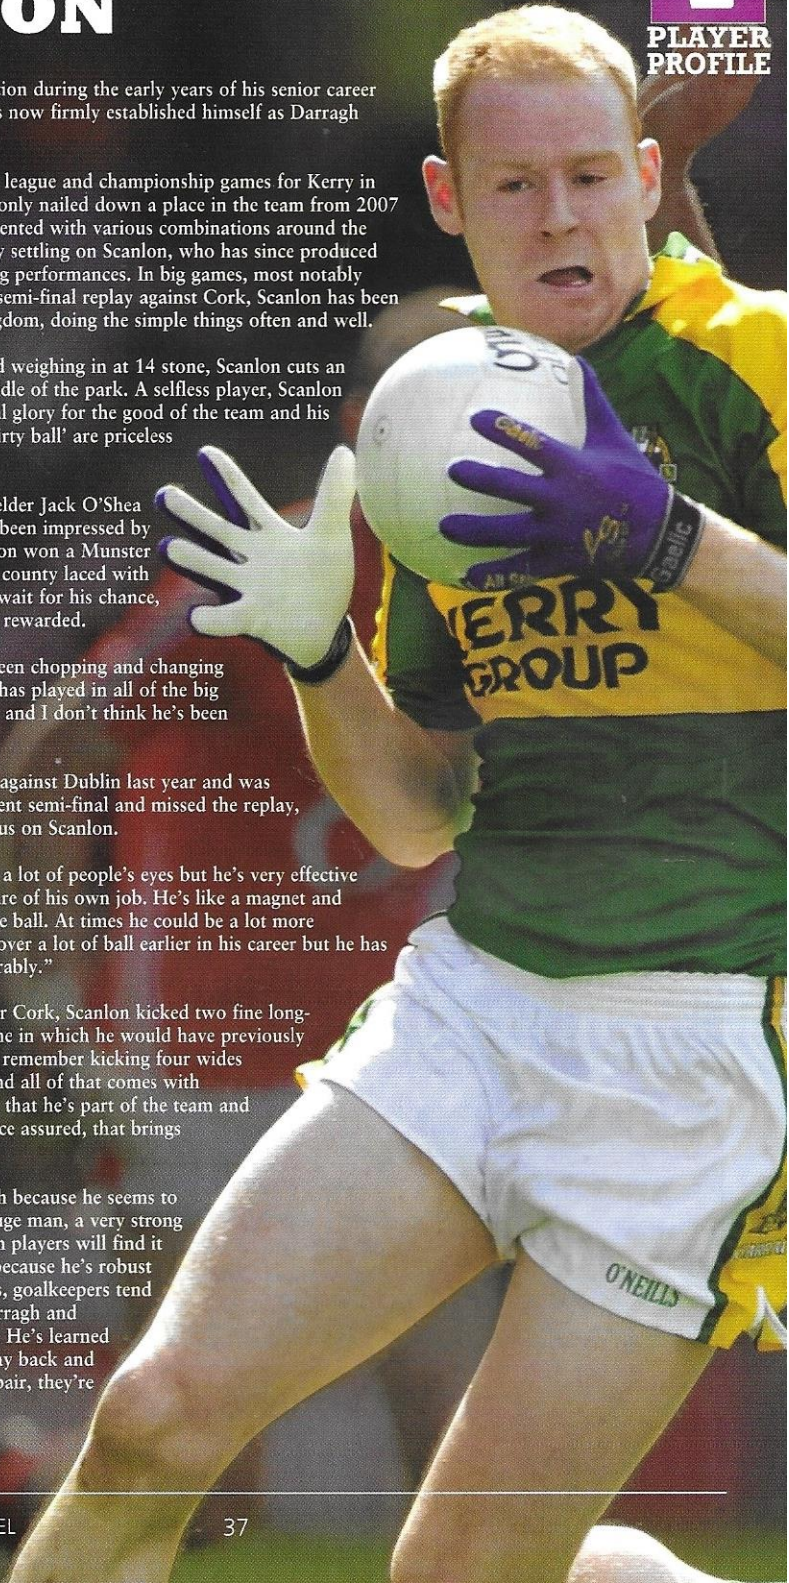 ON
PLAYER
PROFILE
tion during the early years of his senior career
s now firmly established himself as Darragh
league and championship games for Kerry in
only nailed down a place in the team from 2007
ented with various combinations around the
y settling on Scanlon, who has since produced
g performances. In big games, most notably
semi-final replay against Cork, Scanlon has been
gdom, doing the simple things often and well.
d weighing in at 14 stone, Scanlon cuts an
dle of the park. A selfless player, Scanlon
l glory for the good of the team and his
irty ball' are priceless
elder Jack O'Shea
been impressed by
on won a Munster
county laced with
wait for his chance,
rewarded.
een chopping and changing
has played in all of the big
and I don't think he's been
against Dublin last year and was
ent semi-final and missed the replay,
us on Scanlon.
a lot of people's eyes but he's very effective
re of his own job. He's like a magnet and
e ball. At times he could be a lot more
over a lot of ball earlier in his career but he has
rably."
r Cork, Scanlon kicked two fine long-
ne in which he would have previously
remember kicking four wides
nd all of that comes with
that he's part of the team and
ce assured, that brings
h because he seems to
uge man, a very strong
n players will find it
because he's robust
s, goalkeepers tend
rragh and
He's learned
ay back and
pair, they're
Gaelic
Gaelic
ERRY
GROUP
O'NEILLS
EL 37